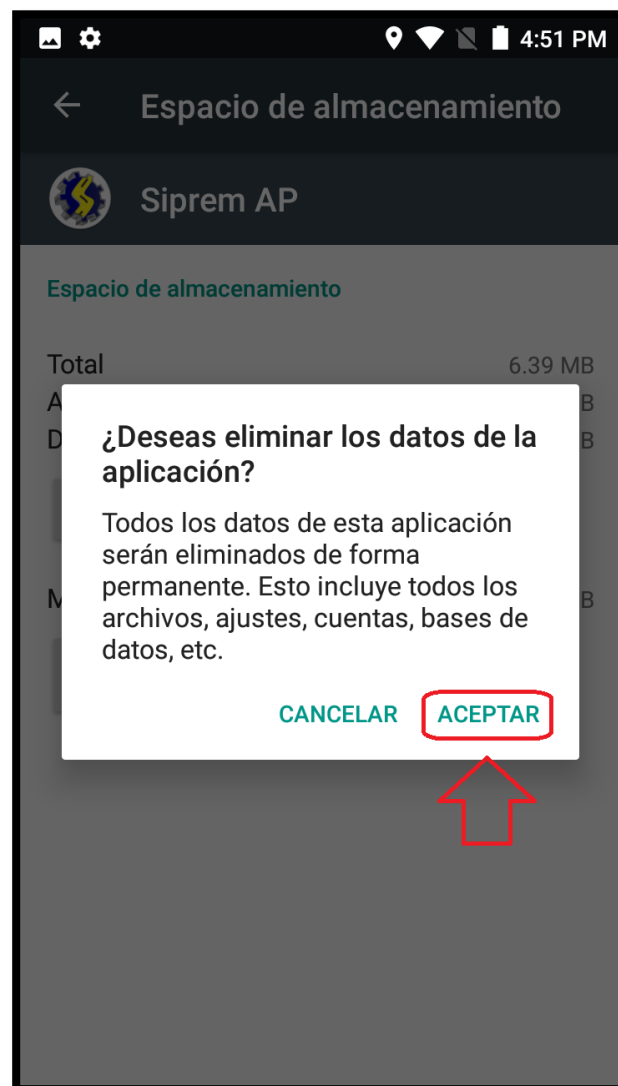 4:51 PM
Espacio de almacenamiento
Siprem AP
Espacio de almacenamiento
Total 6.39 MB
A B
D B
¿Deseas eliminar los datos de la
aplicación?
Todos los datos de esta aplicación
serán eliminados de forma
permanente. Esto incluye todos los
archivos, ajustes, cuentas, bases de
datos, etc.
M B
CANCELAR ACEPTAR